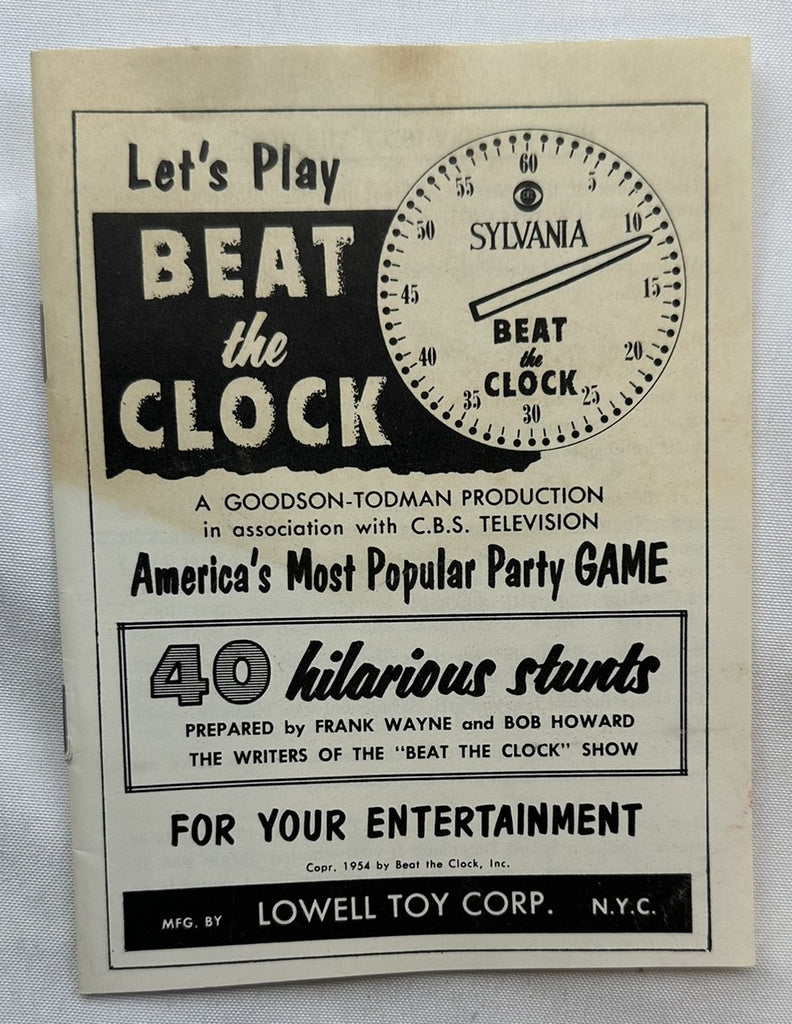 Let's Play
BEAT
the
CLOCK
60
5
10
15
20
25
30
35
40
45
50
55
SYLVANIA
BEAT
the
CLOCK
A GOODSON-TODMAN PRODUCTION
in association with C.B.S. TELEVISION
America's Most Popular Party GAME
40 hilarious stunts
PREPARED by FRANK WAYNE and BOB HOWARD
THE WRITERS OF THE "BEAT THE CLOCK" SHOW
FOR YOUR ENTERTAINMENT
Copr. 1954 by Beat the Clock, Inc.
MFG. BY LOWELL TOY CORP. N.Y.C.